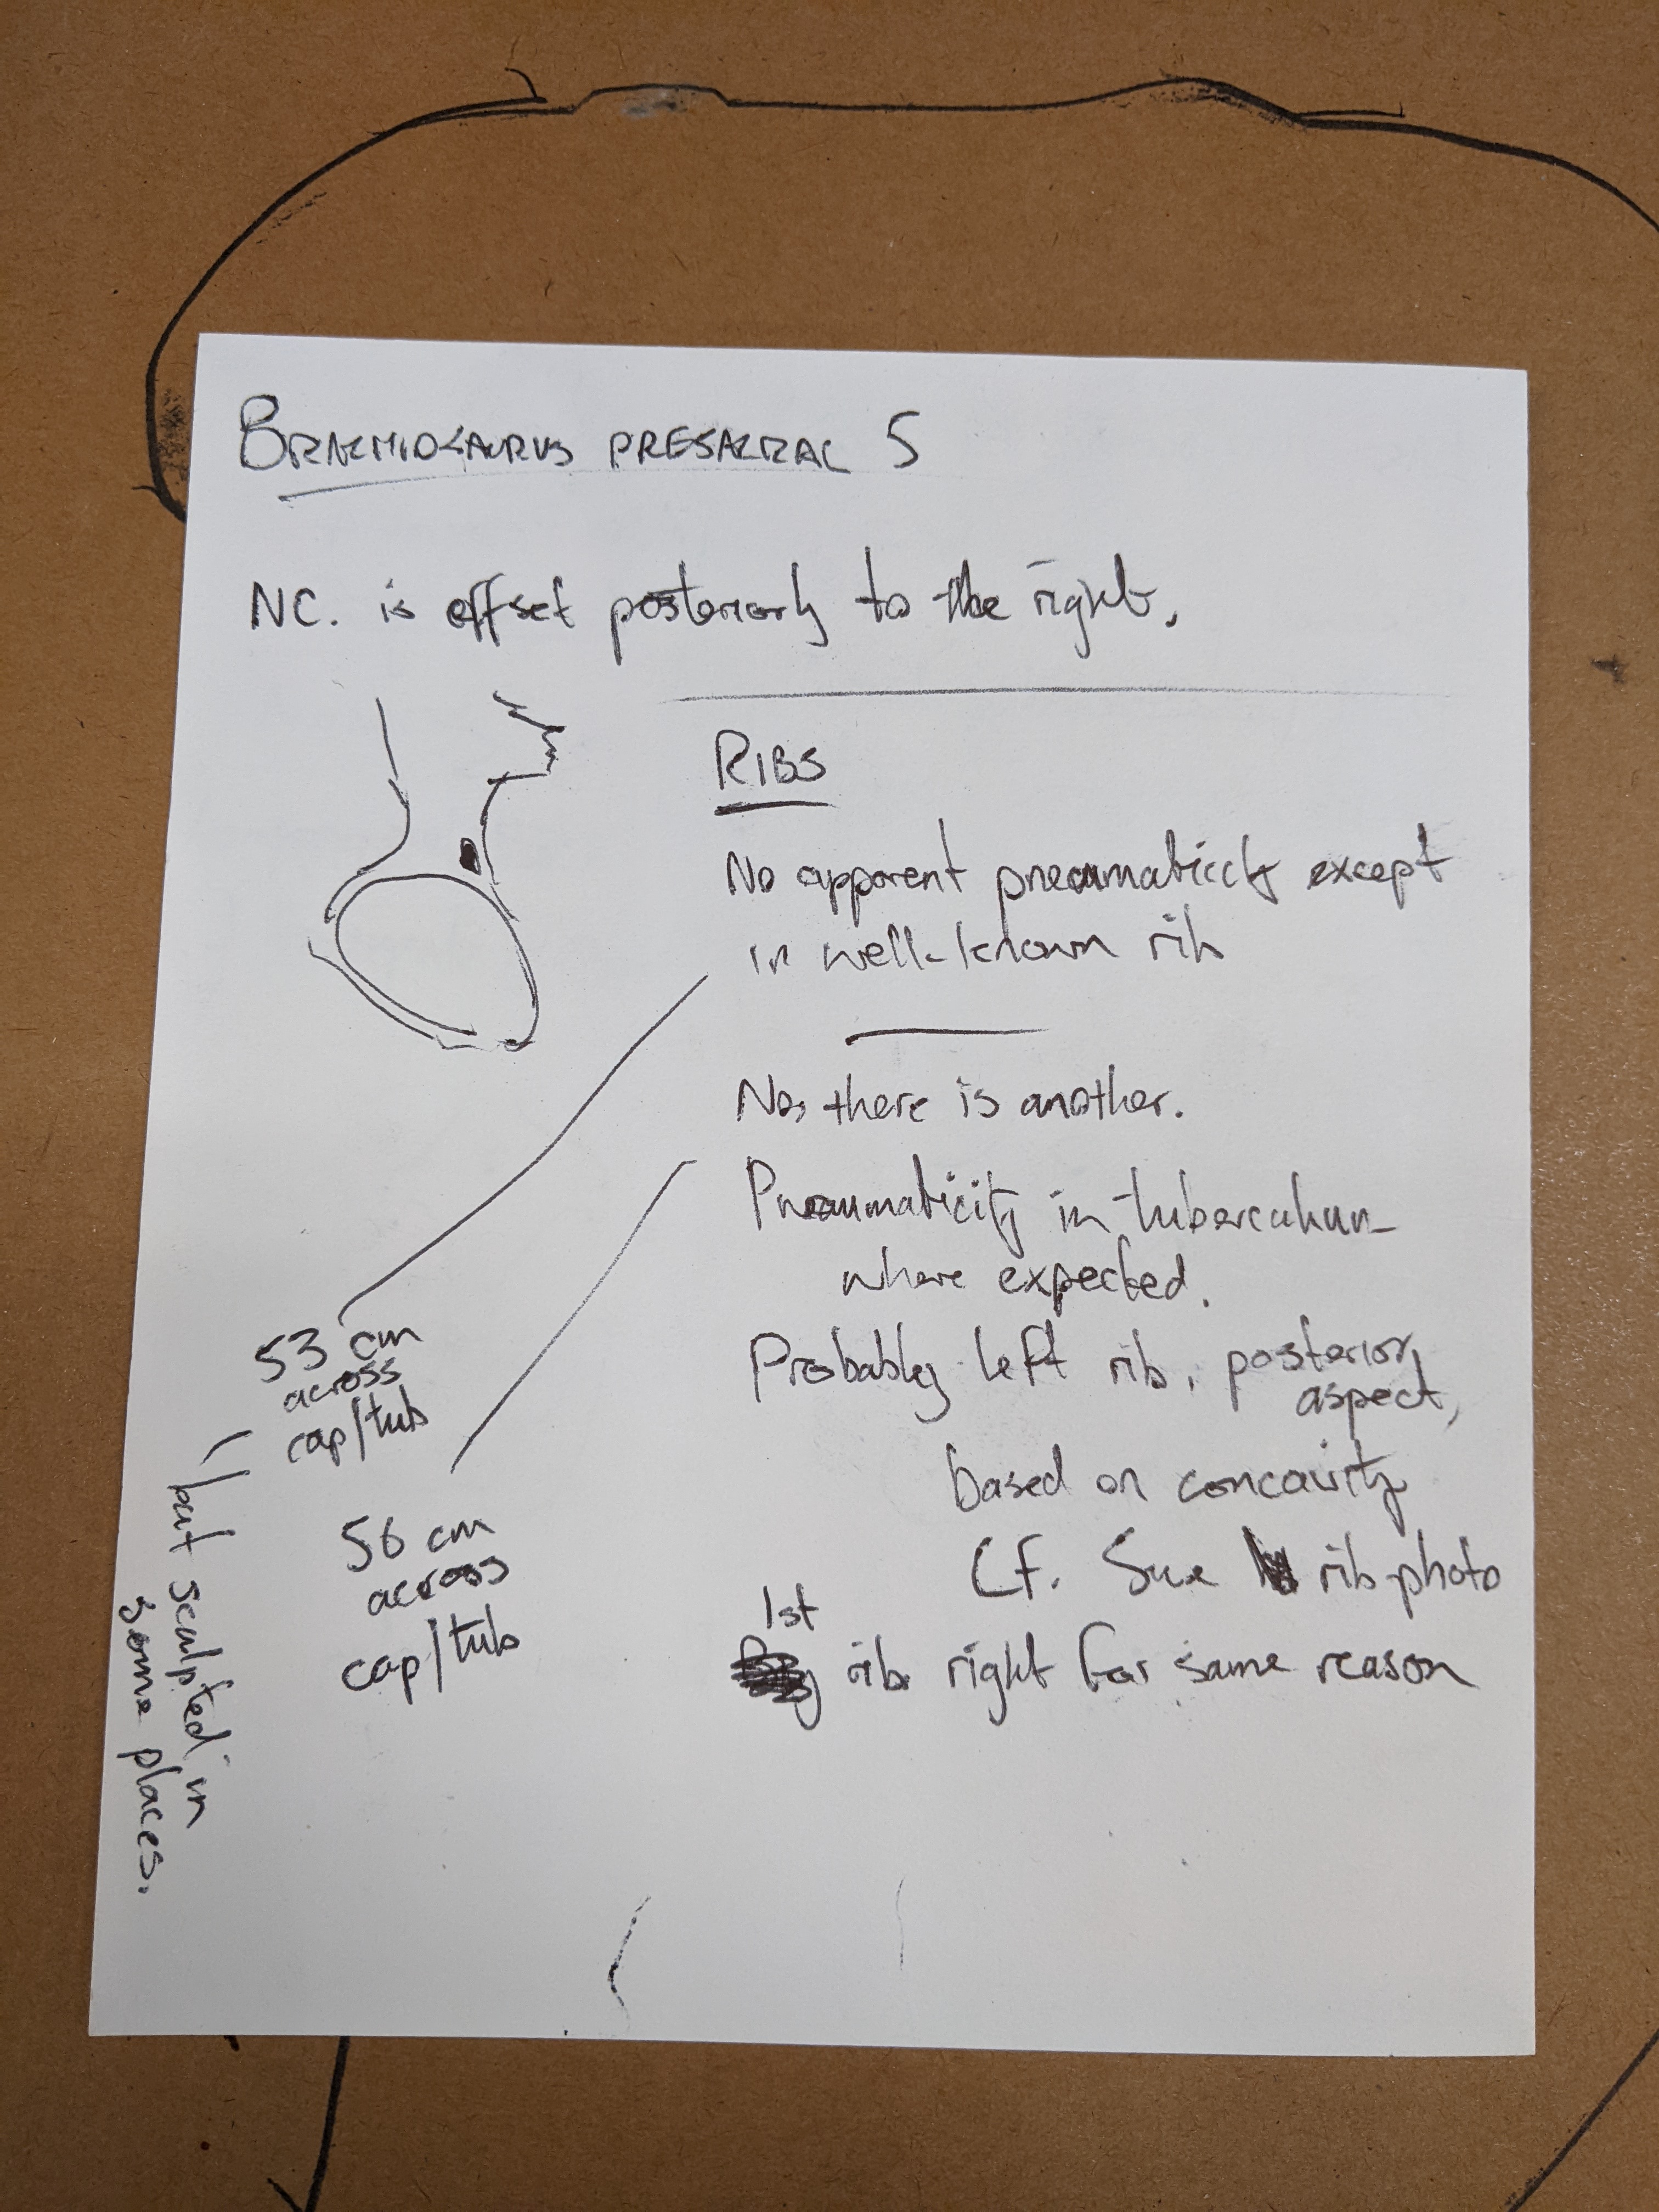 BRACHIOSAURUS PRESACRAL 5
NC. is offset posteriorly to the right.
RIBS
No apparent pneumaticity except
in well-known rib
No, there is another.
Pneumaticity in tuberculum
where expected.
Probably left rib, posterior
aspect,
based on concavity
Cf. Sue rib photo
1st
rib right for same reason
53 cm
across
cap/tub
but sculpted in
some places.
56 cm
across
cap/tub